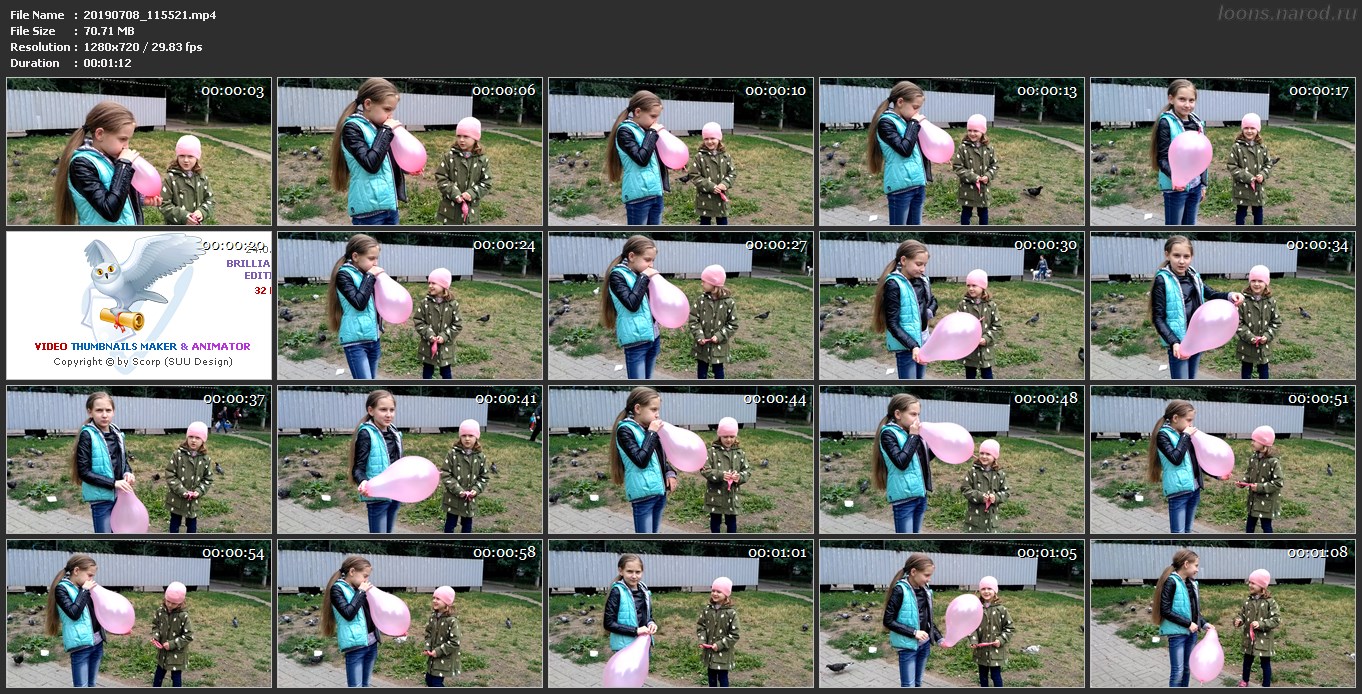 File Name : 20190708_115521.mp4
loons.narod.ru
File Size : 70.71 MB
Resolution : 1280x720 / 29.83 fps
Duration : 00:01:12
00:00:03
00:00:06
00:00:10
00:00:13
00:00:17
00:00:20
BRILLIA
EDIT
32
VIDEO THUMBNAILS MAKER & ANIMATOR
Copyright © by Scorp (SUU Design)
00:00:24
00:00:27
00:00:30
00:00:34
00:00:37
00:00:41
00:00:44
00:00:48
00:00:51
00:00:54
00:00:58
00:01:01
00:01:05
00:01:08